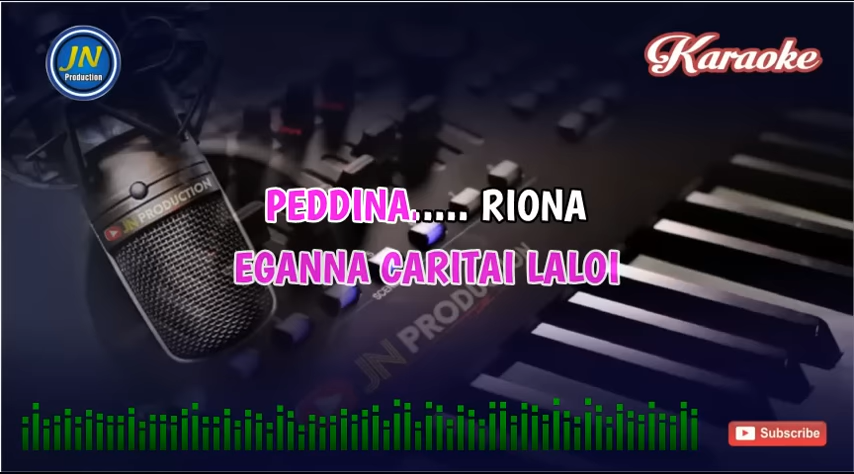 JN
Production
Karaoke
JN PRODUCTION
PEDDINA..... RIONA
EGANNA CARITAI LALOI
JN PRODUCTION
Subscribe